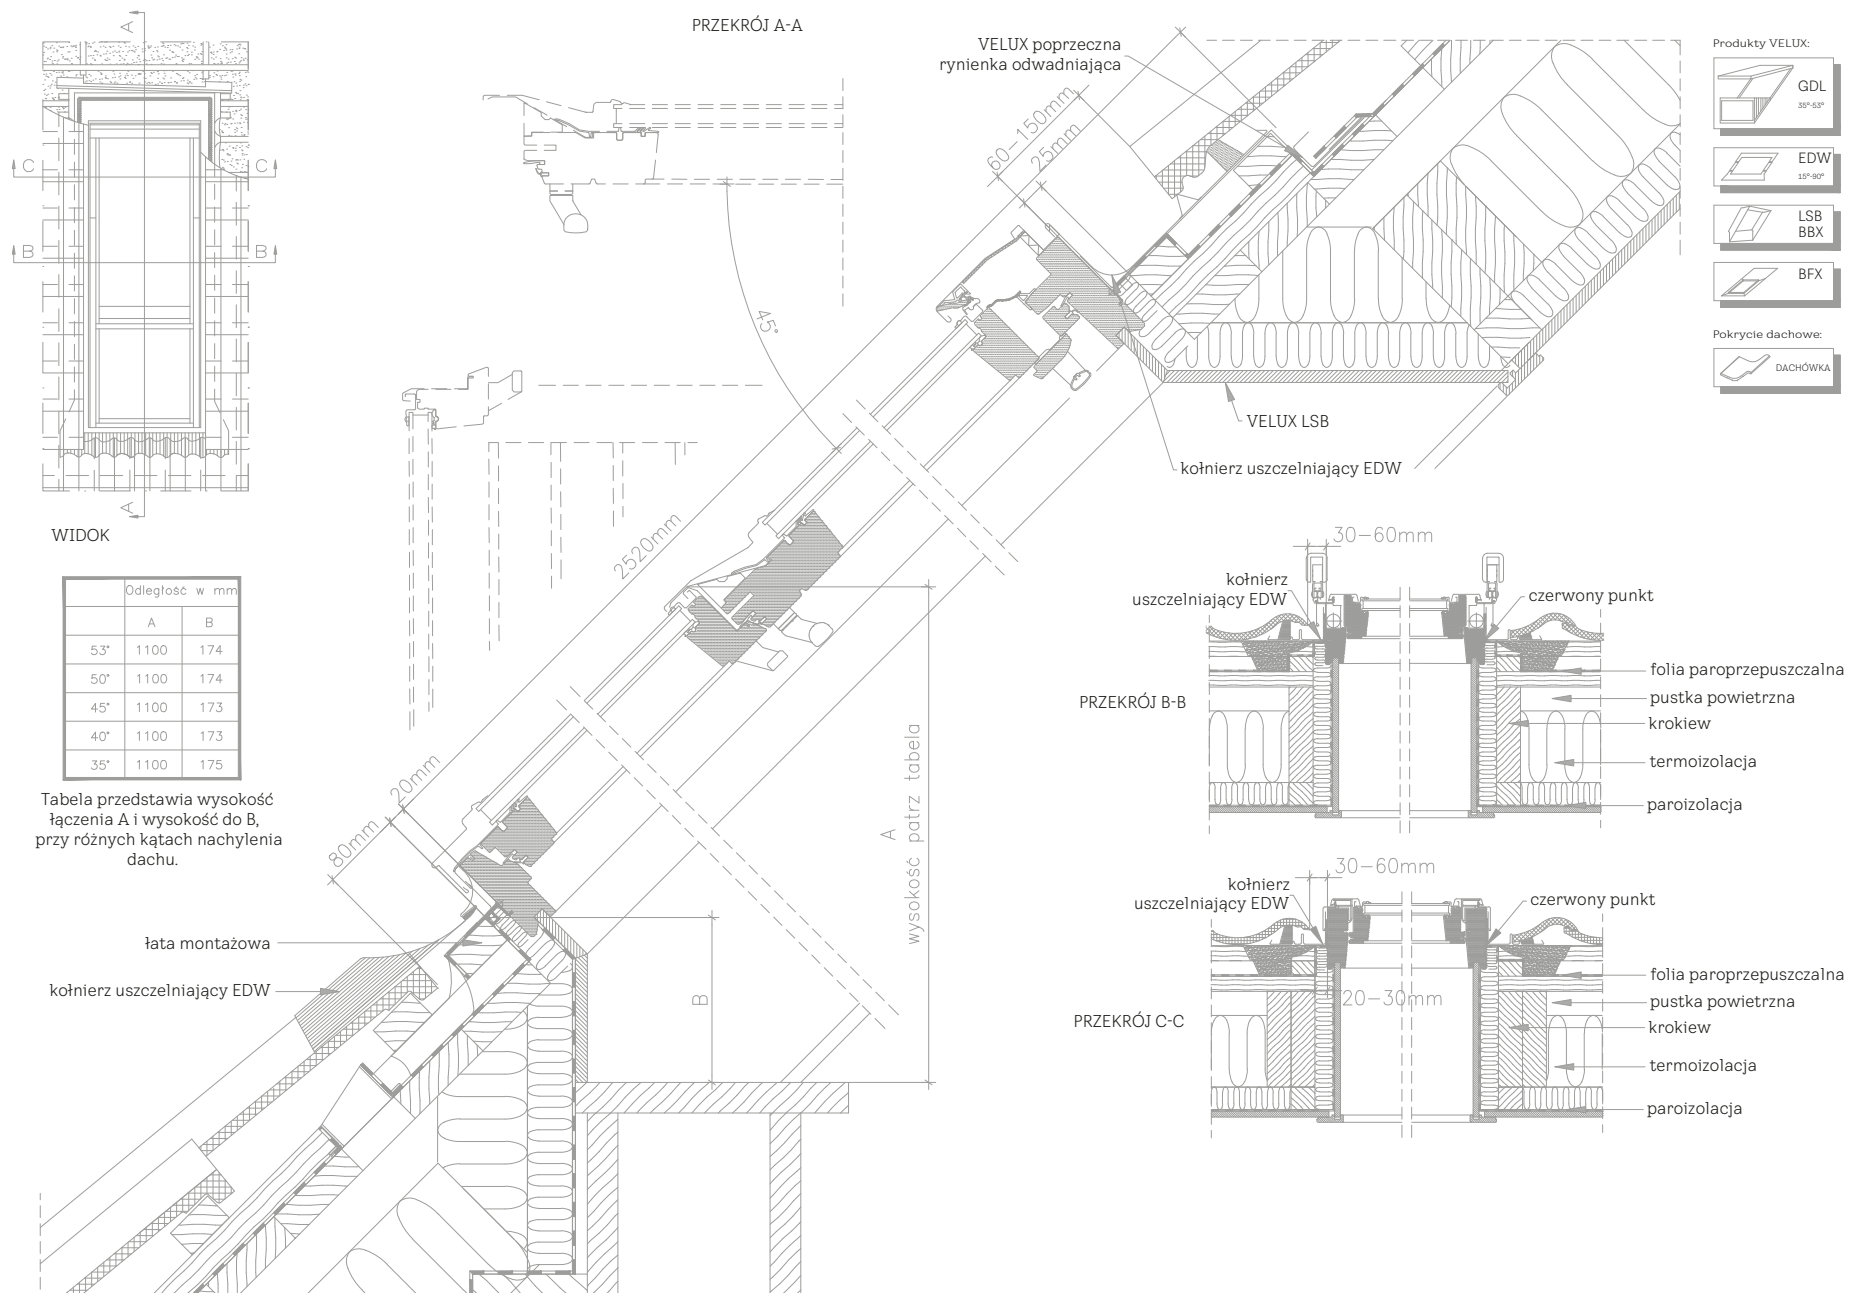 PRZEKRÓJ A-A
A
C
C
B
B
A
WIDOK
Odległość w mm
A B
53° 1100 174
50° 1100 174
45° 1100 173
40° 1100 173
35° 1100 175
Tabela przedstawia wysokość
łączenia A i wysokość do B,
przy różnych kątach nachylenia
dachu.
VELUX poprzeczna
rynienka odwadniająca
60-150mm
25mm
45°
2520mm
20mm
80mm
VELUX LSB
kołnierz uszczelniający EDW
łata montażowa
kołnierz uszczelniający EDW
A
wysokość patrz tabela
B
Produkty VELUX:
GDL
35°-53°
EDW
15°-90°
LSB
BBX
BFX
Pokrycie dachowe:
DACHÓWKA
30-60mm
kołnierz
uszczelniający EDW
czerwony punkt
folia paroprzepuszczalna
PRZEKRÓJ B-B
pustka powietrzna
krokiew
termoizolacja
paroizolacja
30-60mm
kołnierz
uszczelniający EDW
czerwony punkt
folia paroprzepuszczalna
20-30mm
pustka powietrzna
PRZEKRÓJ C-C
krokiew
termoizolacja
paroizolacja